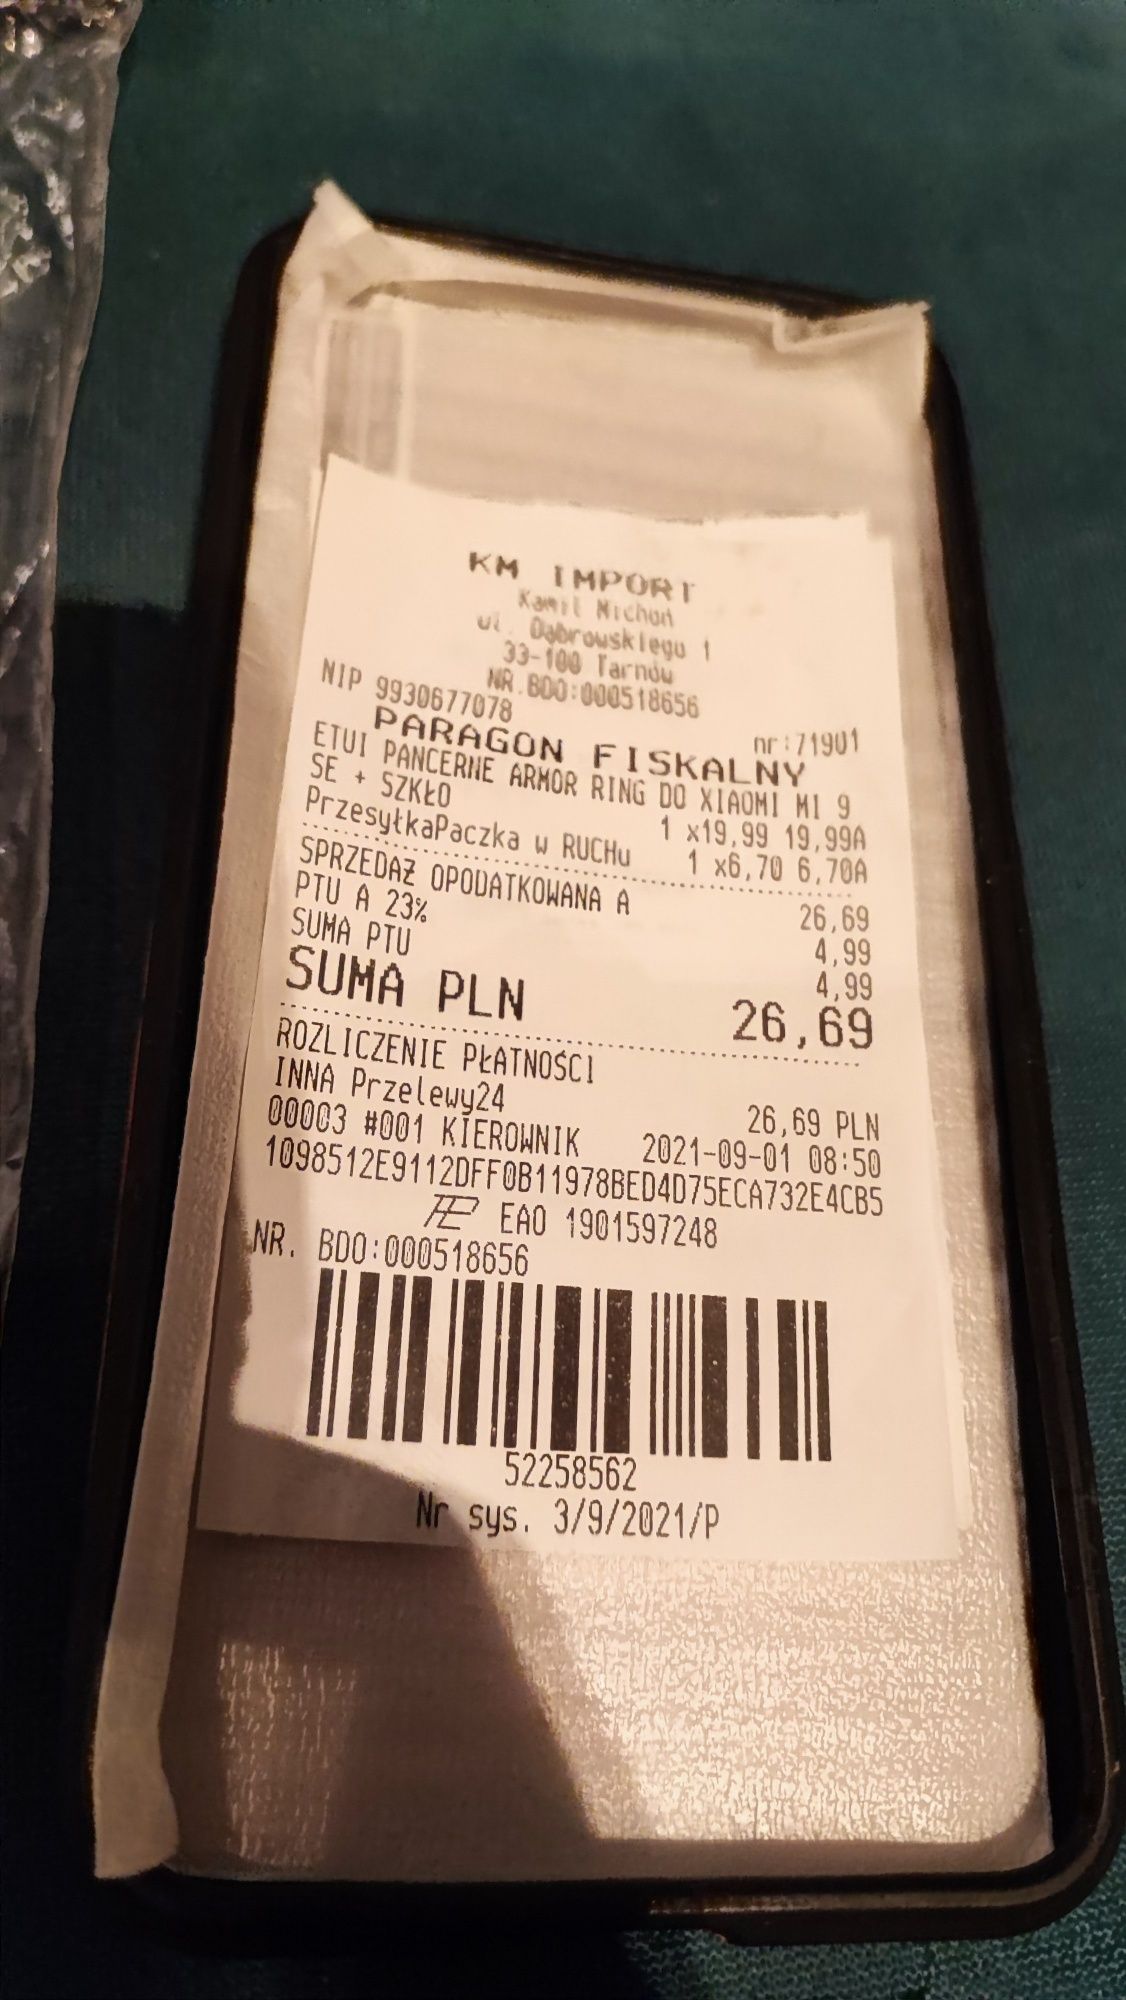 KM IMPORT
Kamil Michoń
ul. Dąbrowskiego 1
33-100 Tarnów
NR.BDO:000518656
NIP 9930677078
nr:71901
PARAGON FISKALNY
ETUI PANCERNE ARMOR RING DO XIAOMI MI 9
SE + SZKŁO
1 x19,99 19,99A
PrzesyłkaPaczka w RUCHu 1 x6,70 6,70A
SPRZEDAŻ OPODATKOWANA A 26,69
PTU A 23% 4,99
SUMA PTU 4,99
SUMA PLN 26,69
ROZLICZENIE PŁATNOŚCI
INNA Przelewy24 26,69 PLN
00003 #001 KIEROWNIK 2021-09-01 08:50
1098512E9112DFF0B11978BED4D75ECA732E4CB5
EAO 1901597248
NR. BDO:000518656
52258562
Nr sys. 3/9/2021/P